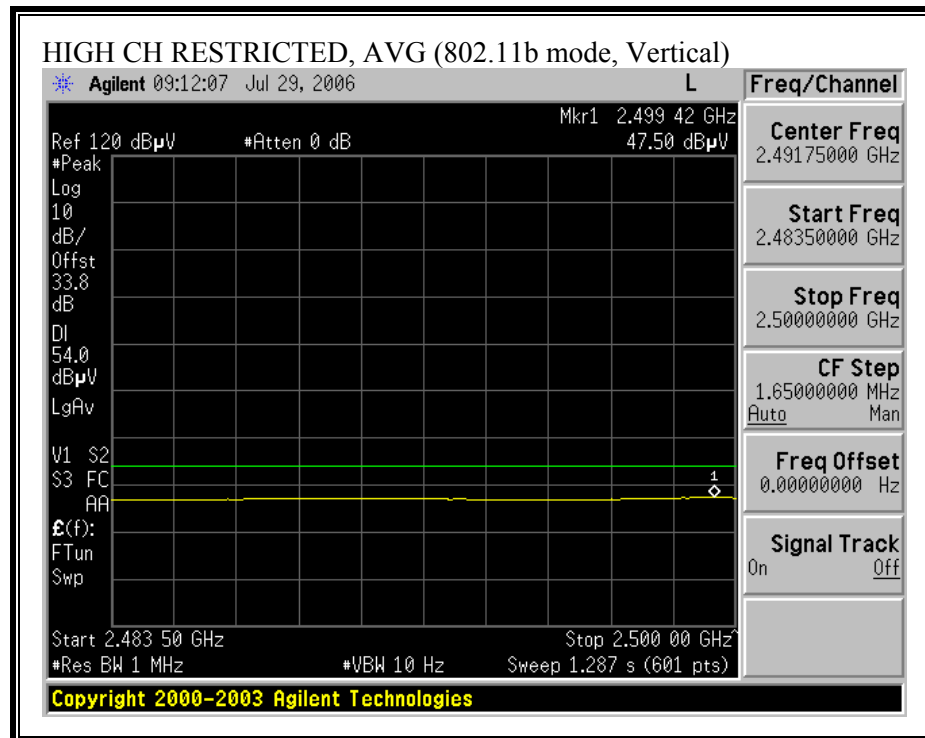 HIGH CH RESTRICTED, AVG (802.11b mode, Vertical)
Agilent 09:12:07 Jul 29, 2006 L Freq/Channel
Mkr1 2.499 42 GHz
Ref 120 dBµV #Atten 0 dB 47.50 dBµV
#Peak
Log
10
dB/
Offst
33.8
dB
DI
54.0
dBµV
LgAv
V1 S2
S3 FC
AA
£(f):
FTun
Swp
1
Start 2.483 50 GHz Stop 2.500 00 GHz^
#Res BW 1 MHz #VBW 10 Hz Sweep 1.287 s (601 pts)
Center Freq
2.49175000 GHz
Start Freq
2.48350000 GHz
Stop Freq
2.50000000 GHz
CF Step
1.65000000 MHz
Auto Man
Freq Offset
0.00000000 Hz
Signal Track
On Off
Copyright 2000-2003 Agilent Technologies